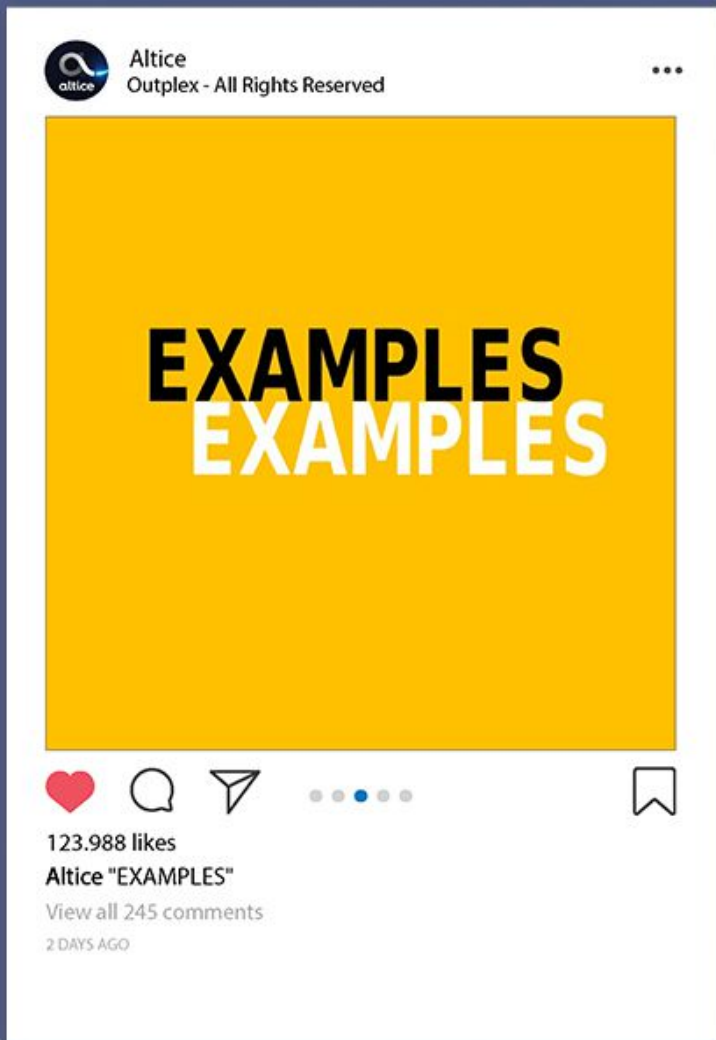 altice
Altice
Outplex - All Rights Reserved
EXAMPLES
EXAMPLES
123.988 likes
Altice "EXAMPLES"
View all 245 comments
2 DAYS AGO